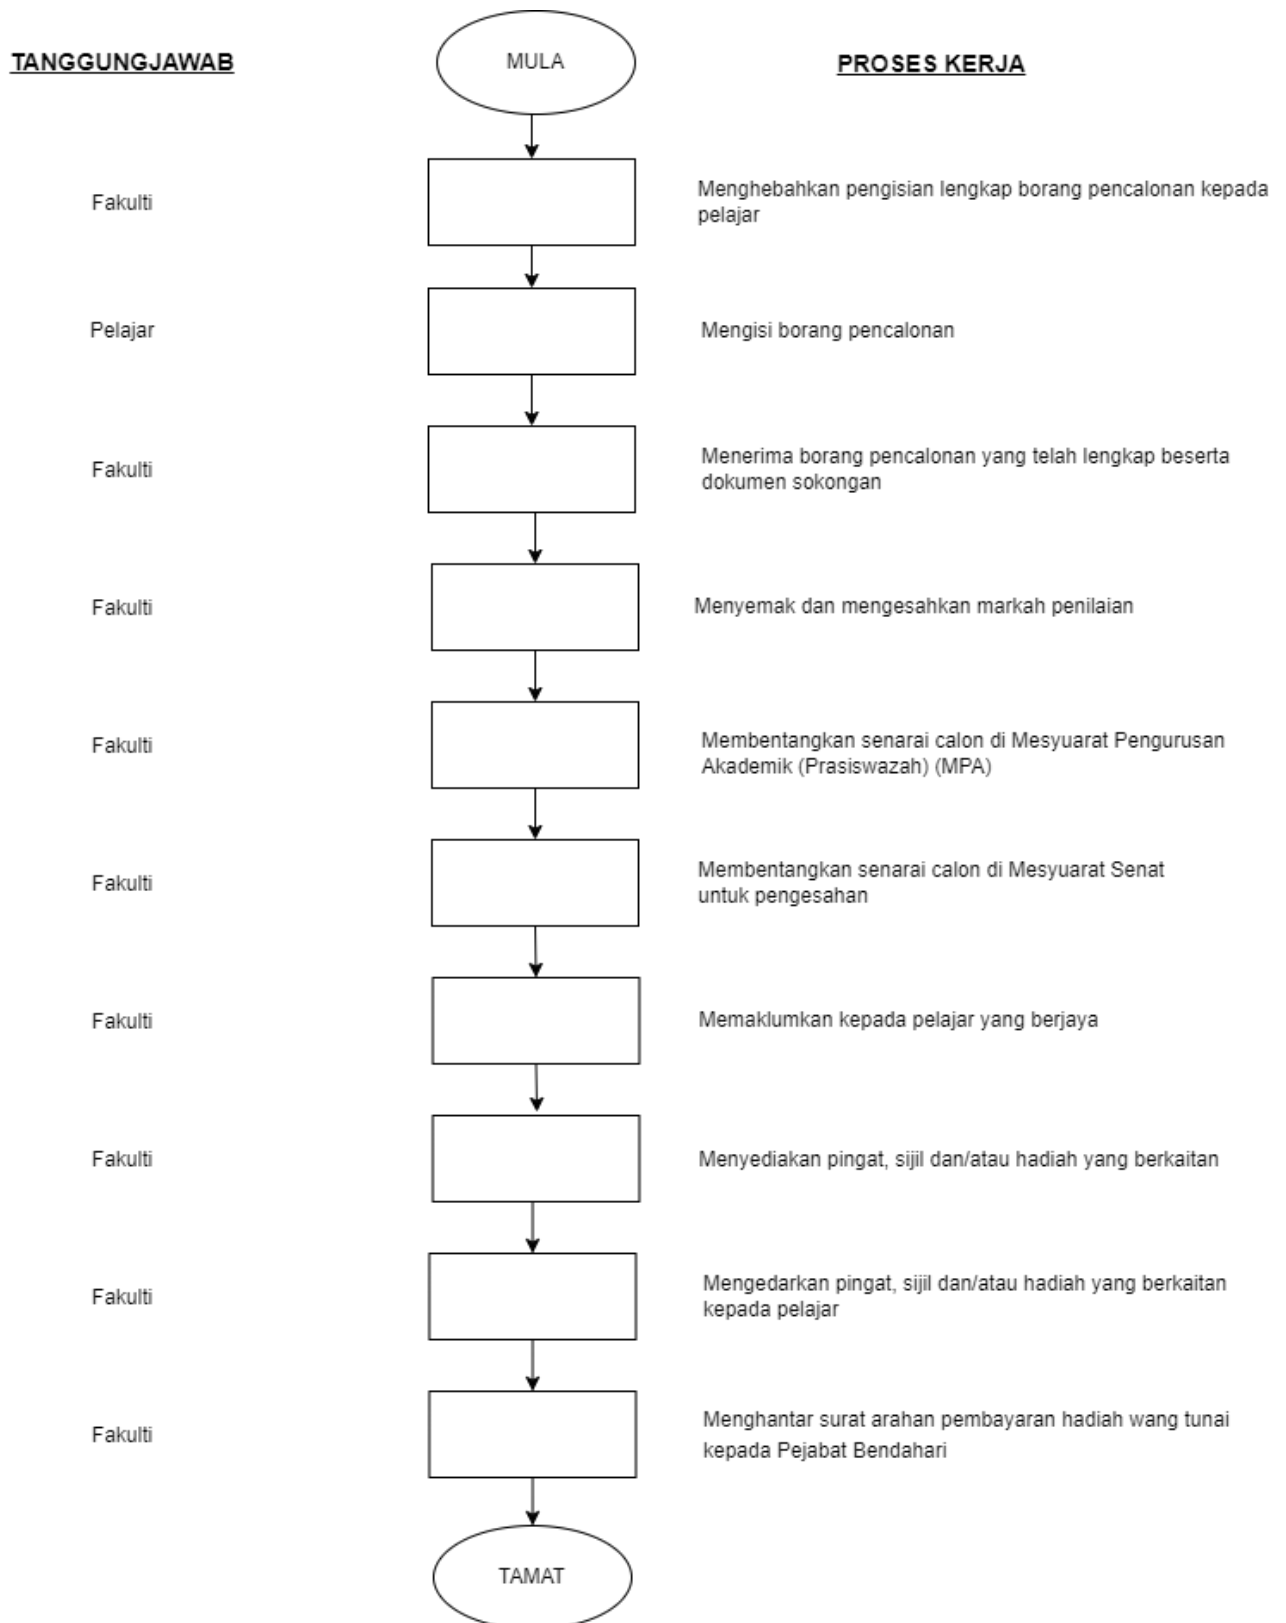 TANGGUNGJAWAB
MULA
PROSES KERJA
Fakulti
Menghebahkan pengisian lengkap borang pencalonan kepada
pelajar
Pelajar
Mengisi borang pencalonan
Fakulti
Menerima borang pencalonan yang telah lengkap beserta
dokumen sokongan
Fakulti
Menyemak dan mengesahkan markah penilaian
Fakulti
Membentangkan senarai calon di Mesyuarat Pengurusan
Akademik (Prasiswazah) (MPA)
Fakulti
Membentangkan senarai calon di Mesyuarat Senat
untuk pengesahan
Fakulti
Memaklumkan kepada pelajar yang berjaya
Fakulti
Menyediakan pingat, sijil dan/atau hadiah yang berkaitan
Fakulti
Mengedarkan pingat, sijil dan/atau hadiah yang berkaitan
kepada pelajar
Fakulti
Menghantar surat arahan pembayaran hadiah wang tunai
kepada Pejabat Bendahari
TAMAT